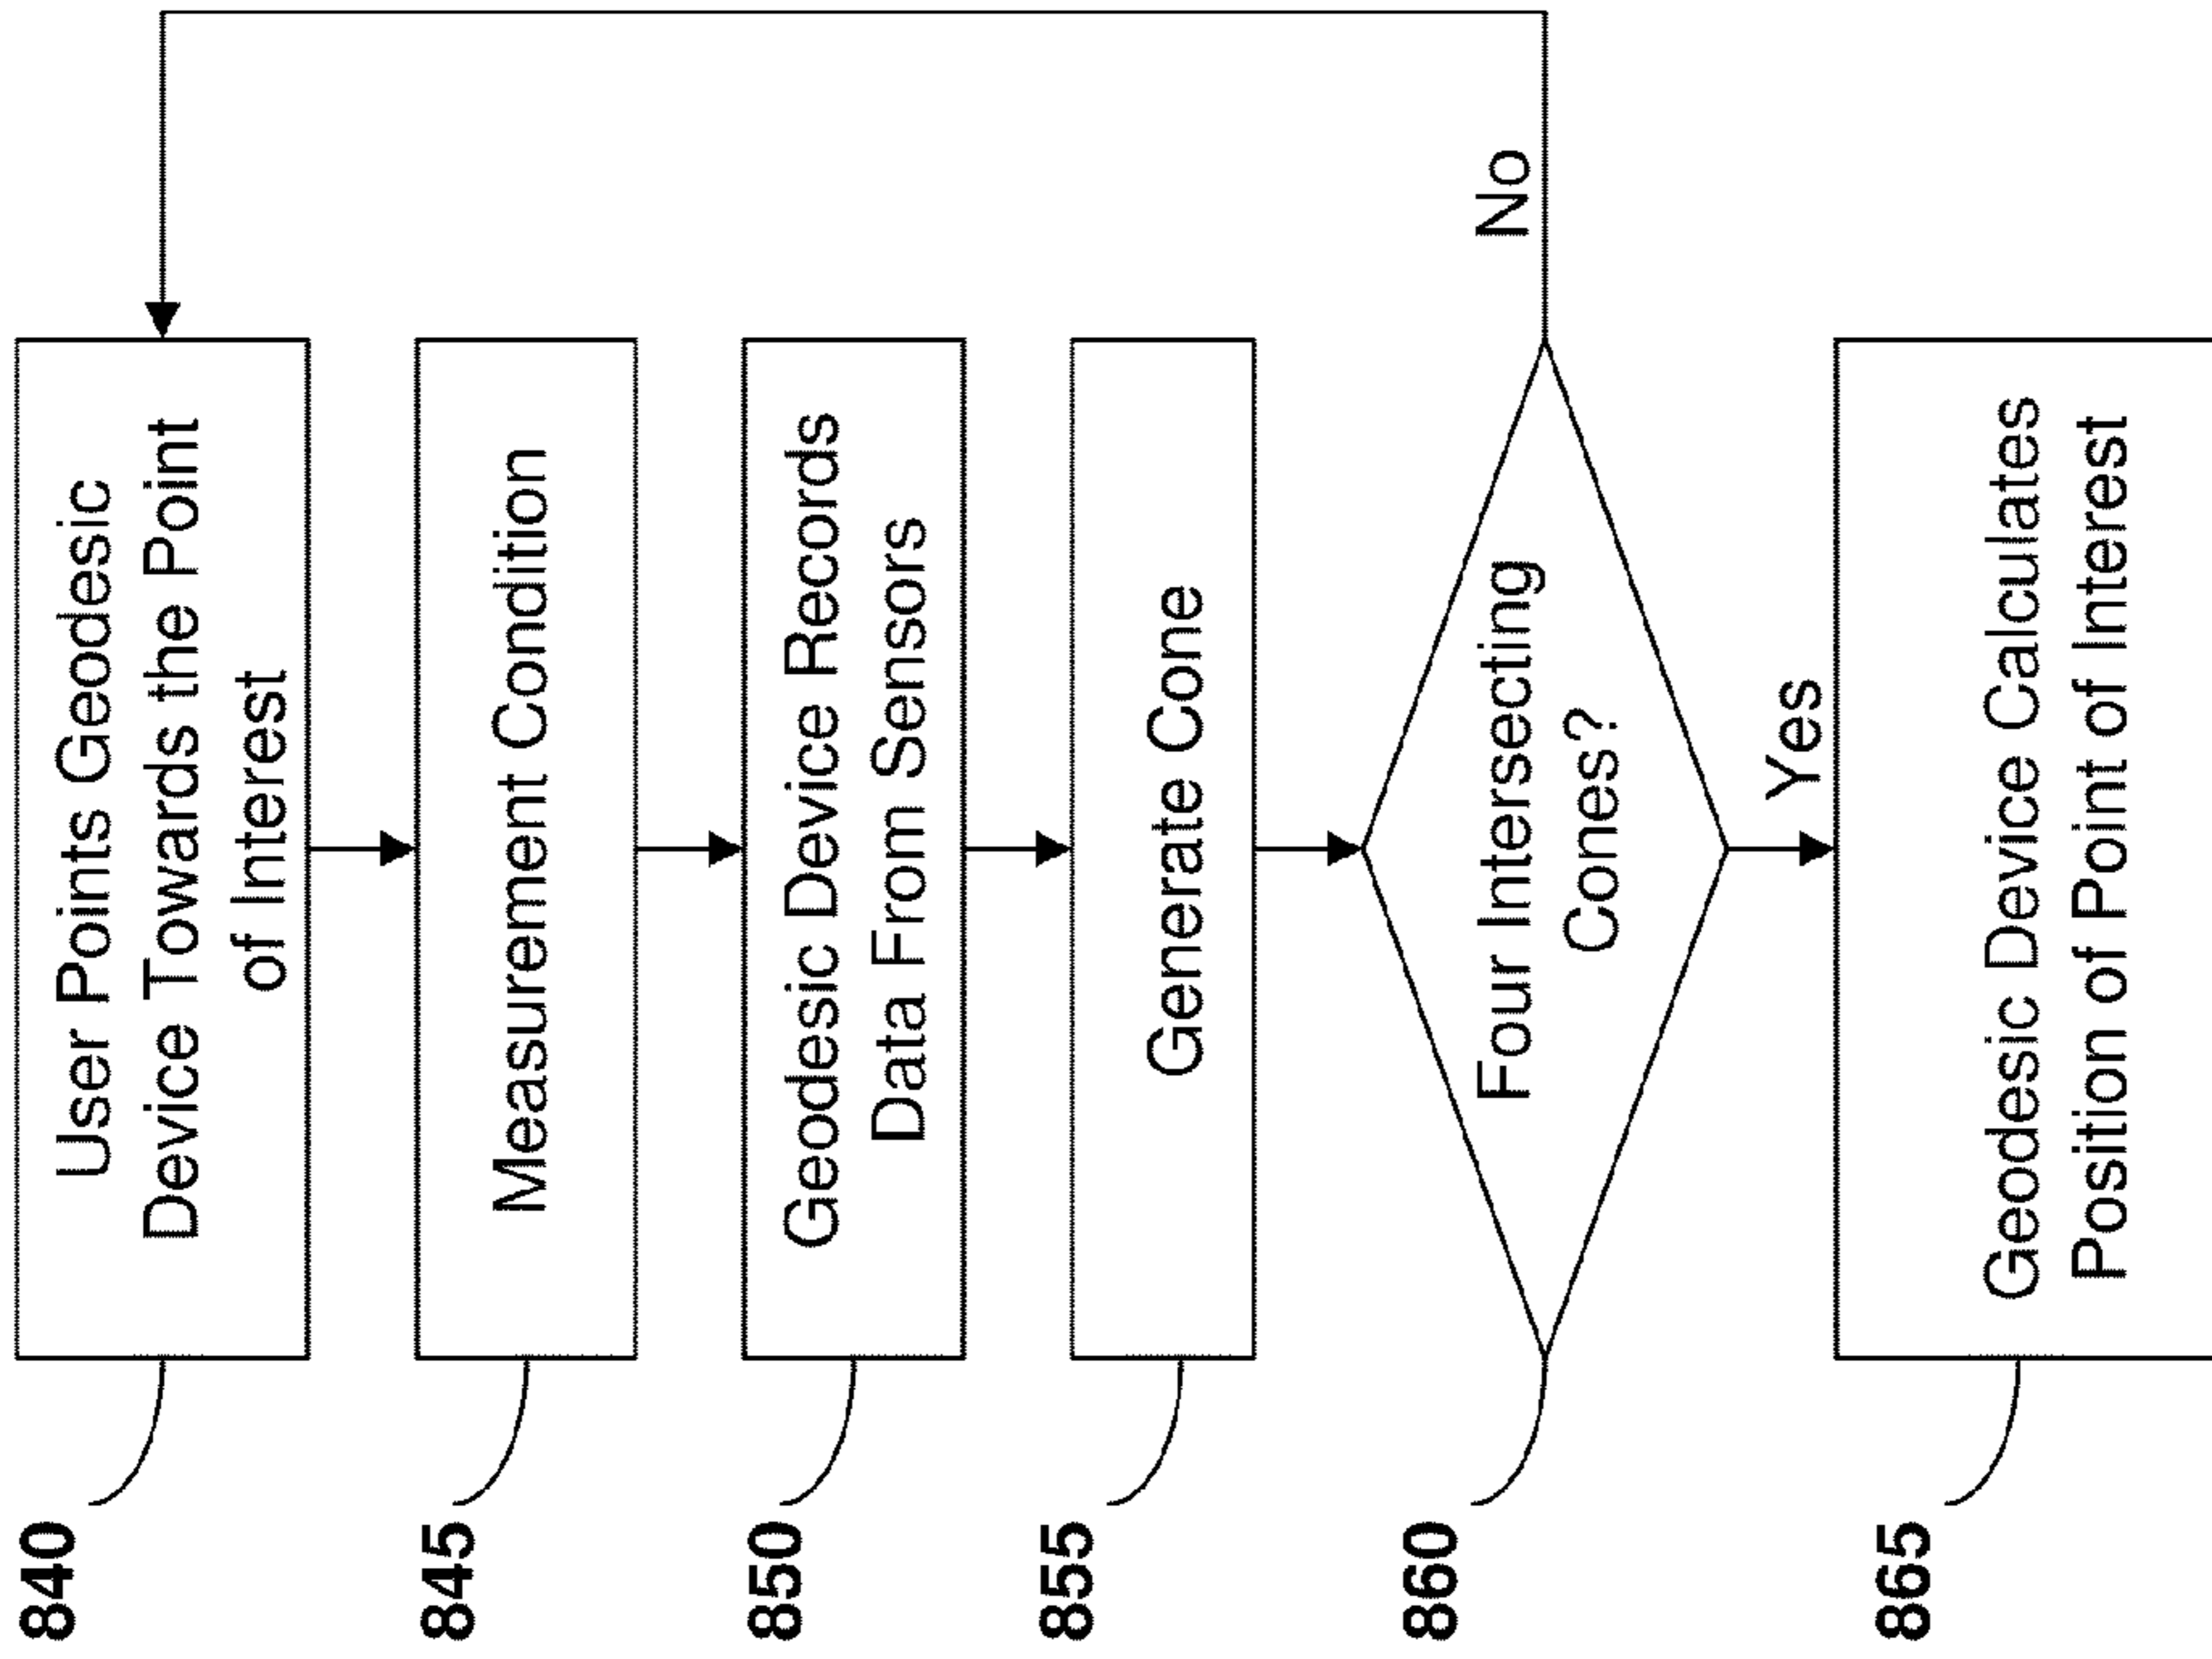 840
User Points Geodesic
Device Towards the Point
of Interest
845
Measurement Condition
850
Geodesic Device Records
Data From Sensors
855
Generate Cone
860
Four Intersecting
Cones?
No
Yes
865
Geodesic Device Calculates
Position of Point of Interest